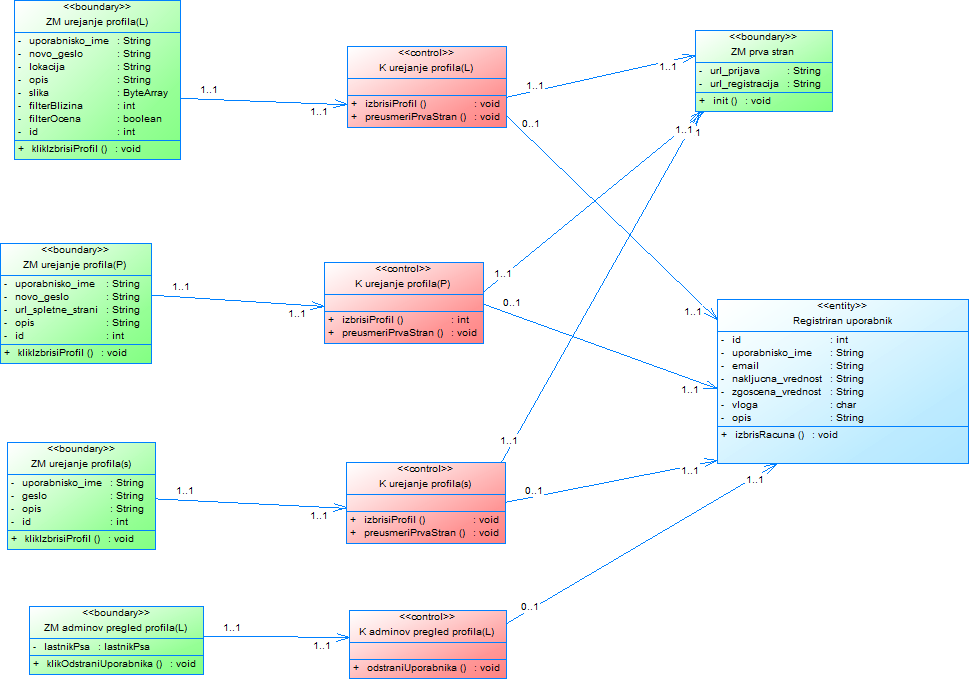 <<boundary>>
ZM urejanje profila(L)
- uporabnisko_ime : String
- novo_geslo : String
- lokacija : String
- opis : String
- slika : ByteArray
- filterBlizina : int
- filterOcena : boolean
- id : int
+ klikIzbrisiProfil () : void
1..1
1..1
<<control>>
K urejanje profila(L)
+ izbrisiProfil () : void
+ preusmeriPrvaStran () : void
1..1
1..1
0..1
<<boundary>>
ZM prva stran
- url_prijava : String
- url_registracija : String
+ init () : void
1..1
1
<<boundary>>
ZM urejanje profila(P)
- uporabnisko_ime : String
- novo_geslo : String
- url_spletne_strani : String
- opis : String
- id : int
+ klikIzbrisiProfil () : void
1..1
1..1
<<control>>
K urejanje profila(P)
+ izbrisiProfil () : int
+ preusmeriPrvaStran () : void
1..1
0..1
1..1
1..1
<<entity>>
Registriran uporabnik
- id : int
- uporabnisko_ime : String
- email : String
- nakljucna_vrednost : String
- zgoscena_vrednost : String
- vloga : char
- opis : String
+ izbrisRacuna () : void
<<boundary>>
ZM urejanje profila(s)
- uporabnisko_ime : String
- geslo : String
- opis : String
- id : int
+ klikIzbrisiProfil () : void
1..1
1..1
<<control>>
K urejanje profila(s)
+ izbrisiProfil () : void
+ preusmeriPrvaStran () : void
1..1
0..1
1..1
1..1
<<boundary>>
ZM adminov pregled profila(L)
- lastnikPsa : lastnikPsa
+ klikOdstraniUporabnika () : void
1..1
1..1
<<control>>
K adminov pregled profila(L)
+ odstraniUporabnika () : void
0..1